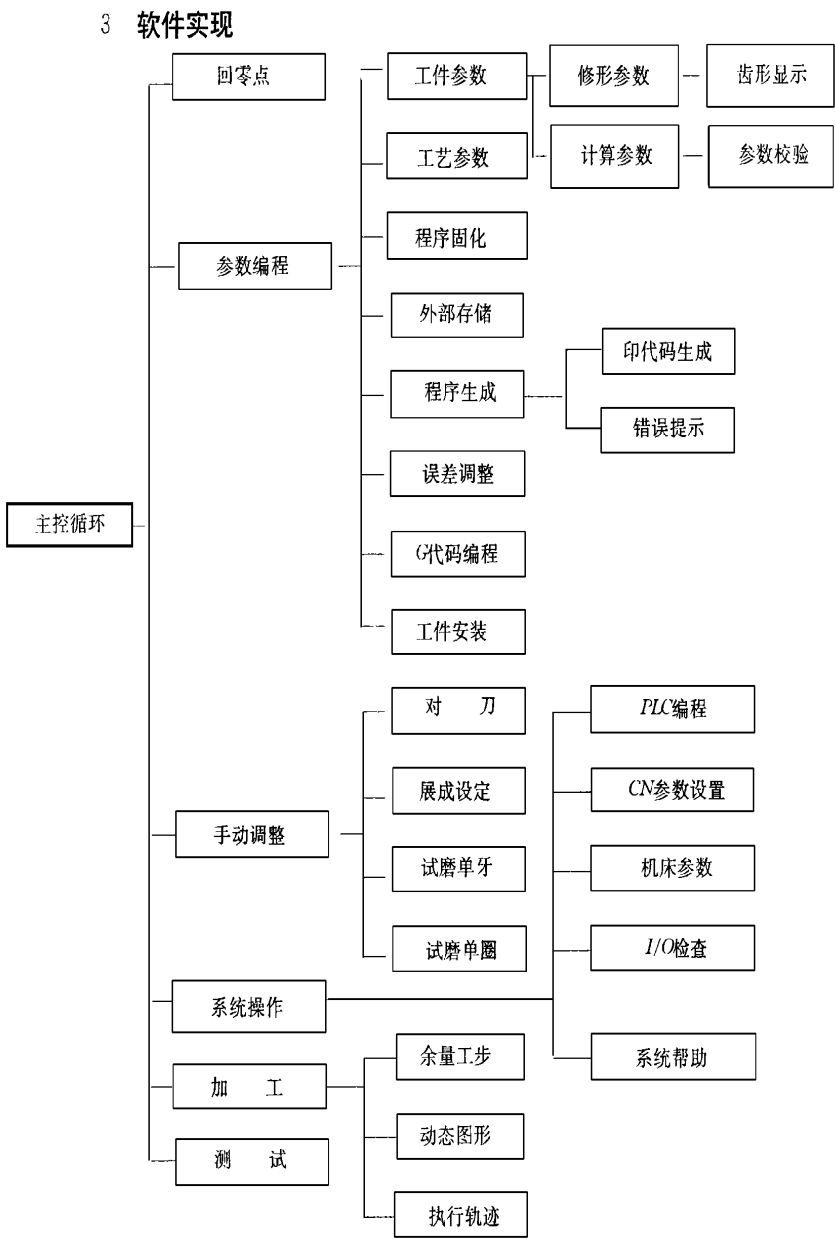 3 软件实现
回零点
工件参数
修形参数
齿形显示
工艺参数
计算参数
参数校验
程序固化
参数编程
外部存储
程序生成
印代码生成
错误提示
误差调整
主控循环
G代码编程
工件安装
对 刀
PLC编程
展成设定
CN参数设置
手动调整
试磨单牙
机床参数
试磨单圈
I/O检查
系统操作
余量工步
系统帮助
加 工
动态图形
测 试
执行轨迹